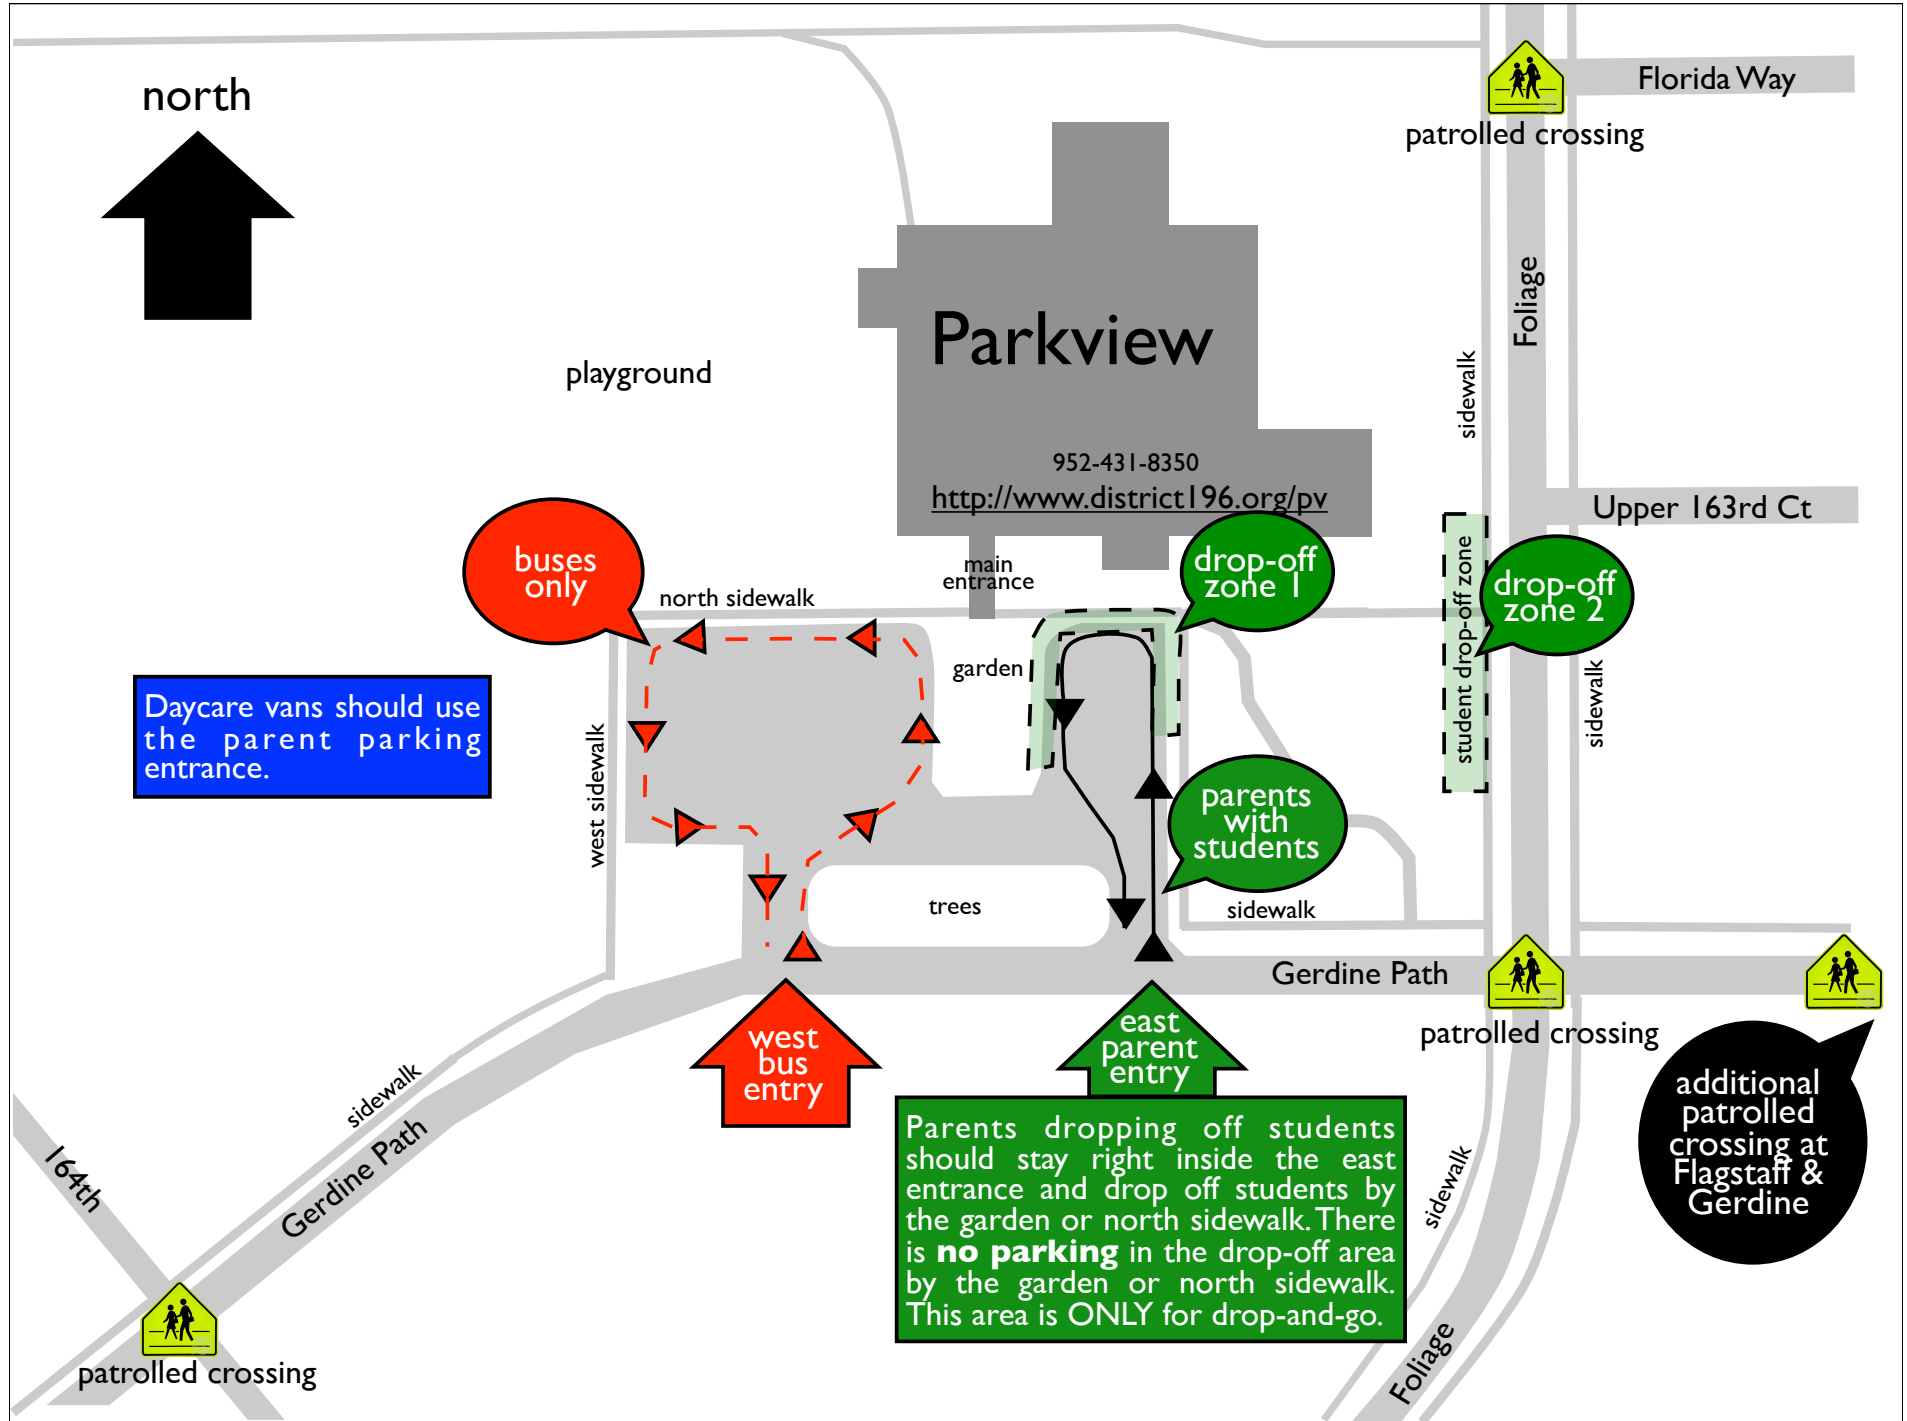 north
Florida Way
patrolled crossing
Foliage
sidewalk
Parkview
playground
952-431-8350
http://www.district196.org/pv
Upper 163rd Ct
buses
only
main
entrance
drop-off
zone 1
student drop-off zone
drop-off
zone 2
north sidewalk
garden
sidewalk
Daycare vans should use
the parent parking
entrance.
west sidewalk
parents
with
students
trees
sidewalk
Gerdine Path
patrolled crossing
west
bus
entry
east
parent
entry
additional
patrolled
crossing at
Flagstaff &
Gerdine
sidewalk
Gerdine Path
164th
Parents dropping off students
should stay right inside the east
entrance and drop off students by
the garden or north sidewalk. There
is no parking in the drop-off area
by the garden or north sidewalk.
This area is ONLY for drop-and-go.
sidewalk
Foliage
patrolled crossing